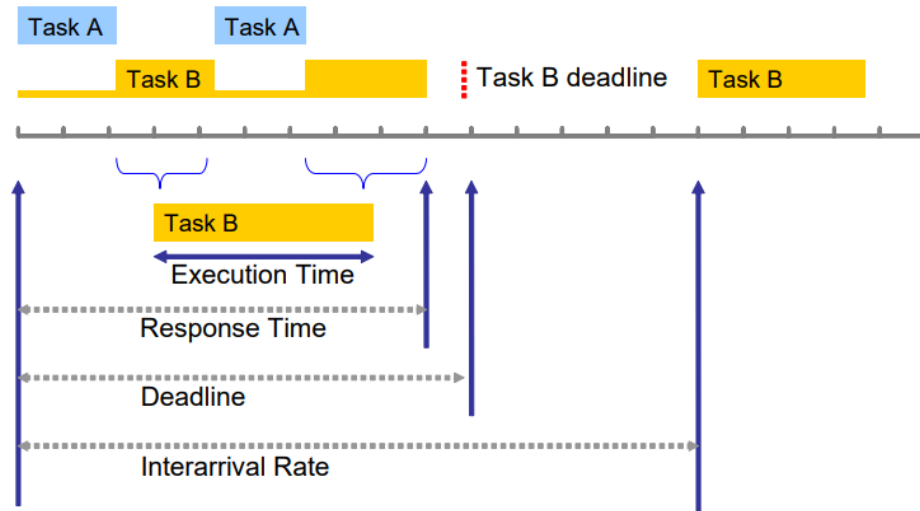 Task A
Task A
Task B
Task B deadline
Task B
Task B
Execution Time
Response Time
Deadline
Interarrival Rate